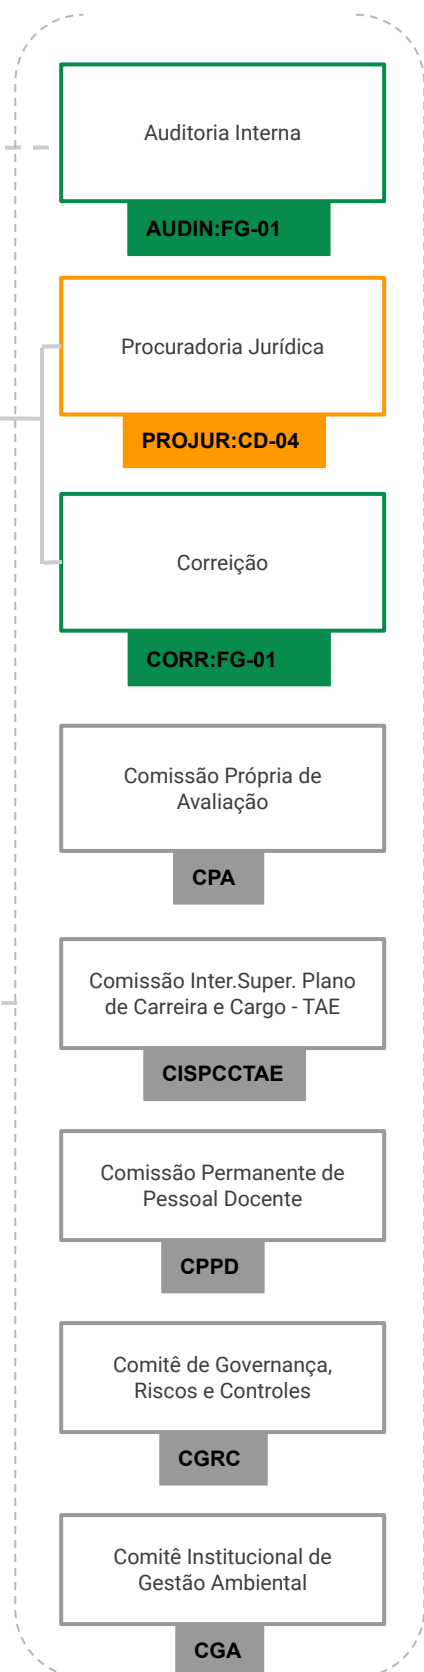 Auditoria Interna
AUDIN:FG-01
Procuradoria Jurídica
PROJUR:CD-04
Correição
CORR:FG-01
Comissão Própria de
Avaliação
CPA
Comissão Inter.Super. Plano
de Carreira e Cargo - TAE
CISPCCTAE
Comissão Permanente de
Pessoal Docente
CPPD
Comitê de Governança,
Riscos e Controles
CGRC
Comitê Institucional de
Gestão Ambiental
CGA